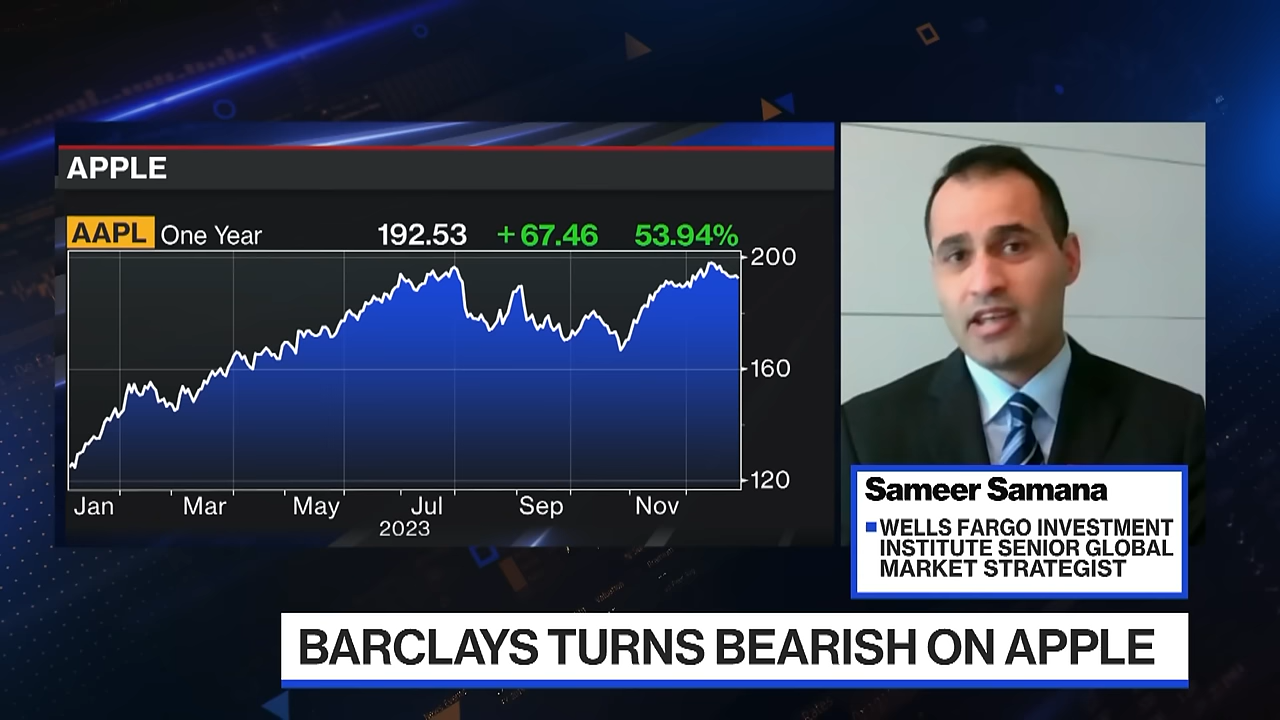 APPLE
AAPL One Year 192.53 +67.46 53.94%
200
160
120
Jan Mar May Jul Sep Nov
2023
Sameer Samana
WELLS FARGO INVESTMENT
INSTITUTE SENIOR GLOBAL
MARKET STRATEGIST
BARCLAYS TURNS BEARISH ON APPLE